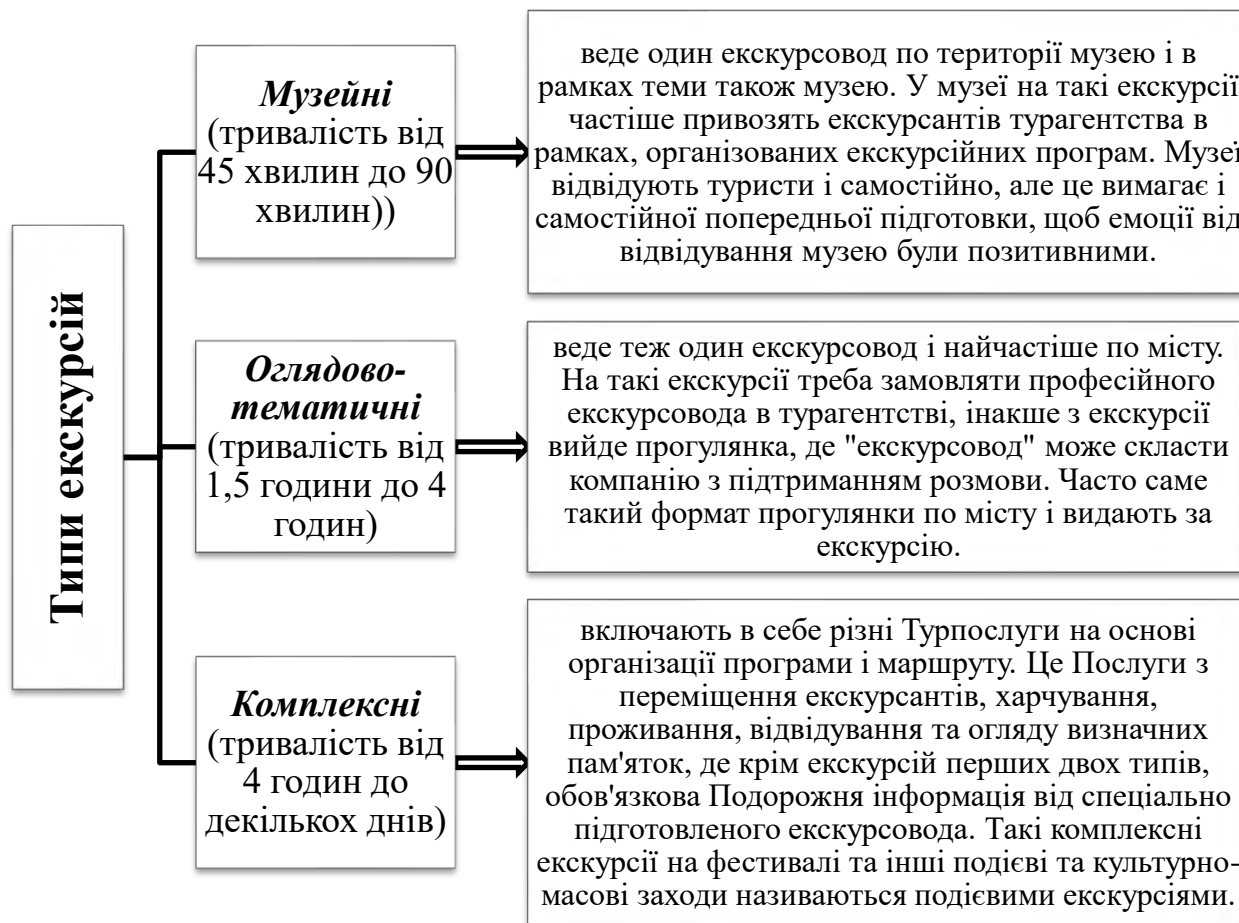 Типи екскурсій
Музейні
(тривалість від
45 хвилин до 90
хвилин))
веде один екскурсовод по території музею і в
рамках теми також музею. У музеї на такі екскурсії
частіше привозять екскурсантів турагентства в
рамках, організованих екскурсійних програм. Музеї
відвідують туристи і самостійно, але це вимагає і
самостійної попередньої підготовки, щоб емоції від
відвідування музею були позитивними.
Оглядово-
тематичні
(тривалість від
1,5 години до 4
годин)
веде теж один екскурсовод і найчастіше по місту.
На такі екскурсії треба замовляти професійного
екскурсовода в турагентстві, інакше з екскурсії
вийде прогулянка, де "екскурсовод" може скласти
компанію з підтриманням розмови. Часто саме
такий формат прогулянки по місту і видають за
екскурсію.
Комплексні
(тривалість від
4 годин до
декількох днів)
включають в себе різні Турпослуги на основі
організації програми і маршруту. Це Послуги з
переміщення екскурсантів, харчування,
проживання, відвідування та огляду визначних
пам'яток, де крім екскурсій перших двох типів,
обов'язкова Подорожня інформація від спеціально
підготовленого екскурсовода. Такі комплексні
екскурсії на фестивалі та інші подієві та культурно-
масові заходи називаються подієвими екскурсіями.